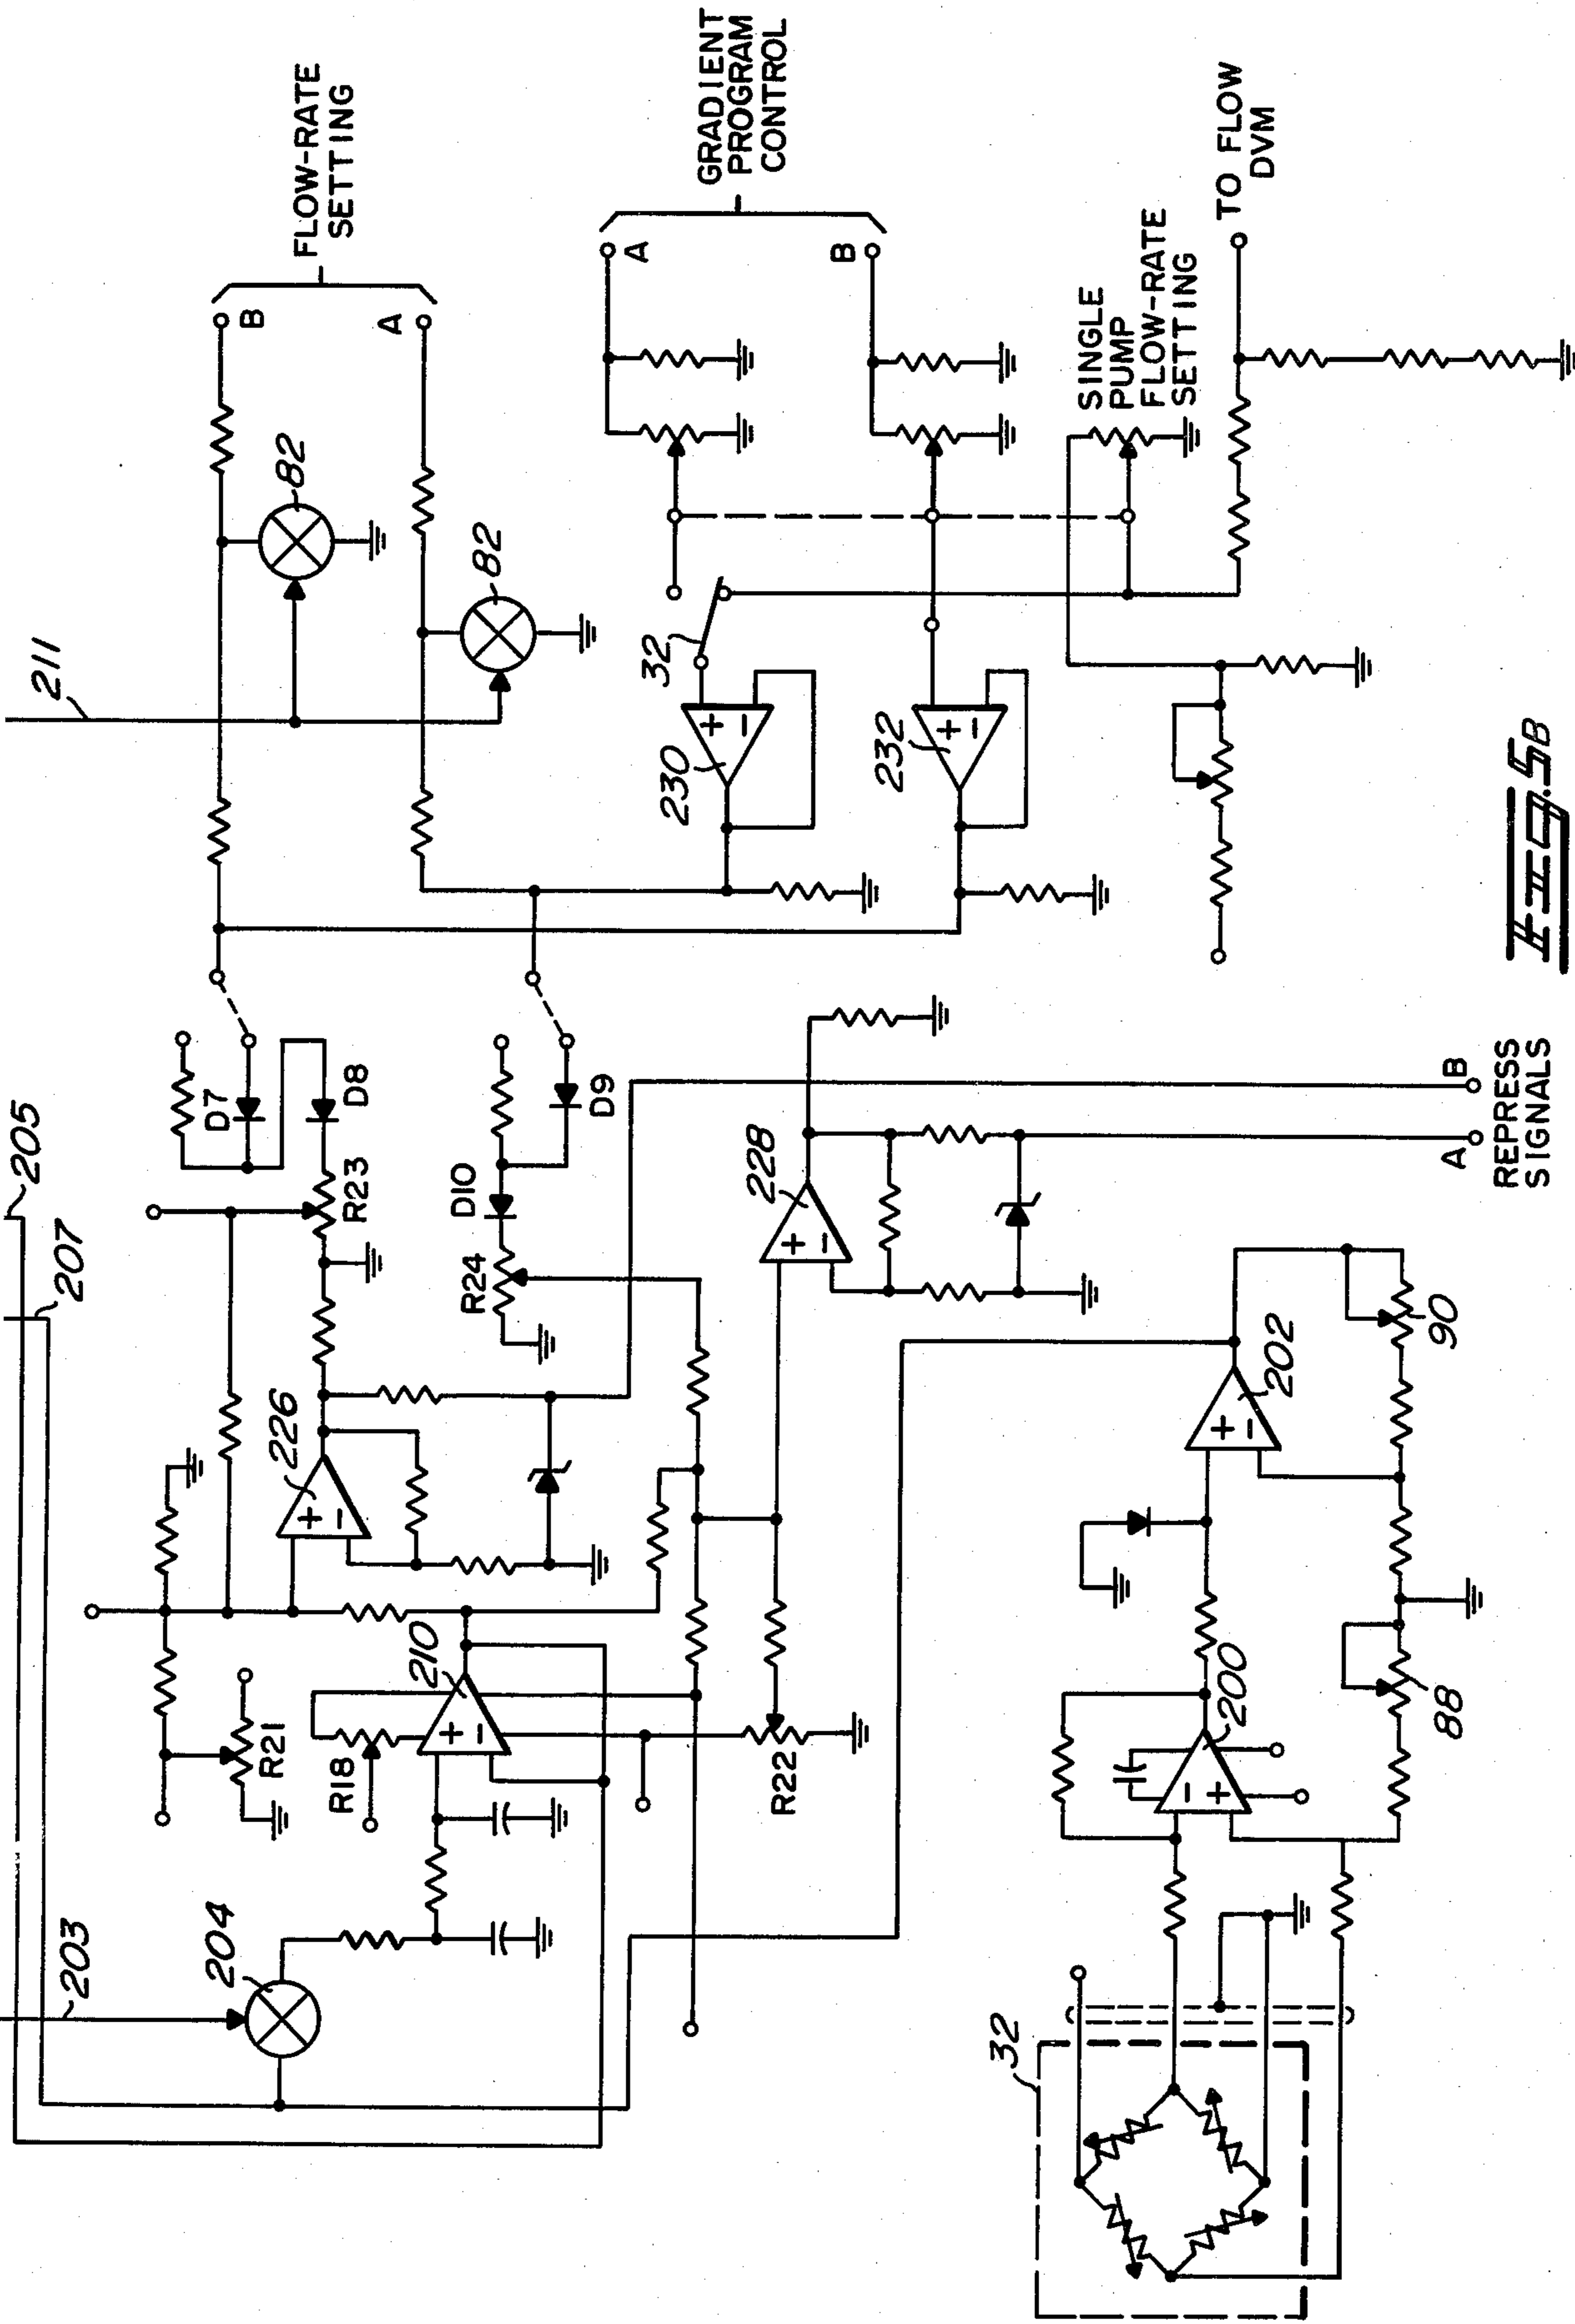 211
FLOW-RATE
SETTING
B
A
82
82
GRADIENT
PROGRAM
CONTROL
A
B
32
230
232
SINGLE
PUMP
FLOW-RATE
SETTING
TO FLOW
DVM
205
207
203
D7
D8
R23
D9
D10
R24
226
+
-
228
+
-
R21
R18
210
+
-
R22
204
+
-
+
-
202
+
-
90
200
-
+
88
32
A
B
REPRESS
SIGNALS
FIG. 5B